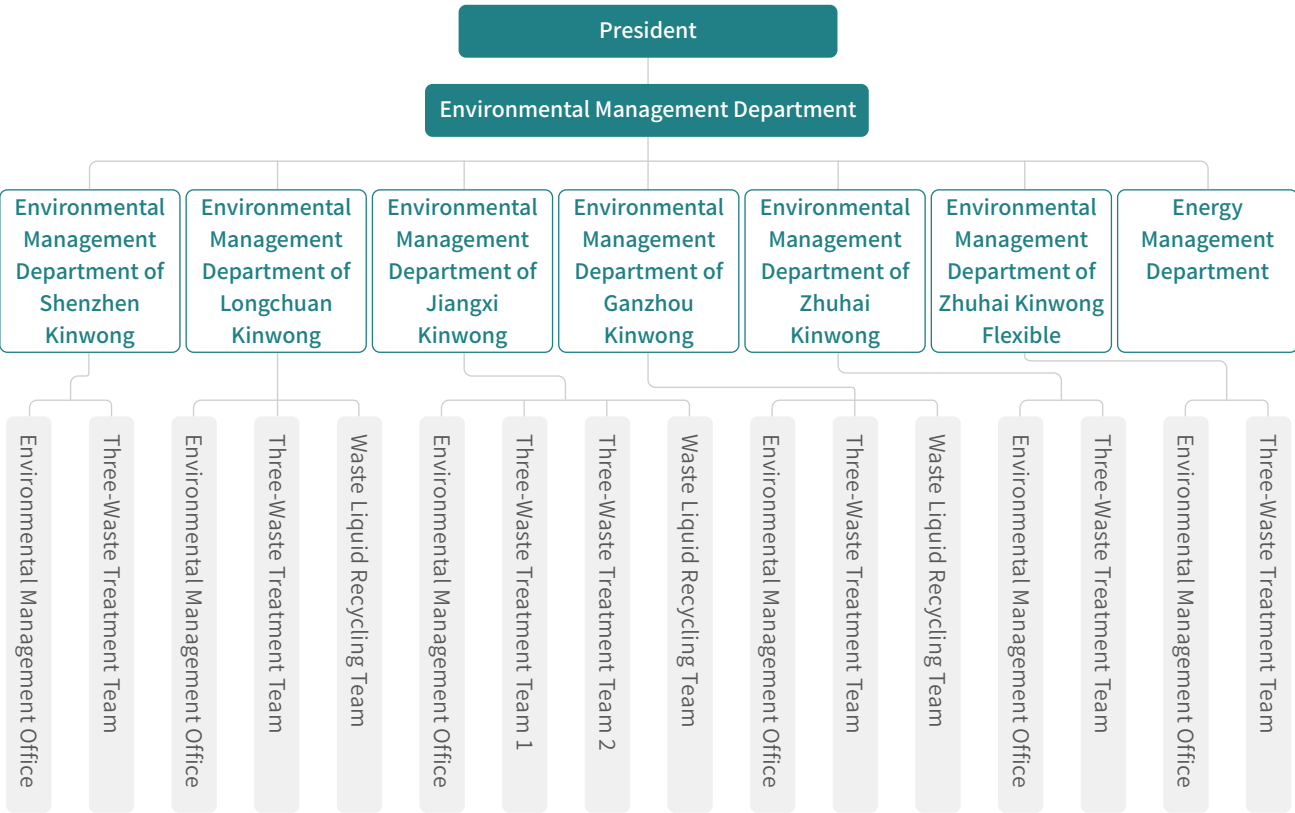 President
Environmental Management Department
Environmental
Management
Department of
Shenzhen
Kinwong
Environmental
Management
Department of
Longchuan
Kinwong
Environmental
Management
Department of
Jiangxi
Kinwong
Environmental
Management
Department of
Ganzhou
Kinwong
Environmental
Management
Department of
Zhuhai
Kinwong
Environmental
Management
Department of
Zhuhai Kinwong
Flexible
Energy
Management
Department
Environmental Management Office
Three-Waste Treatment Team
Environmental Management Office
Three-Waste Treatment Team
Waste Liquid Recycling Team
Environmental Management Office
Three-Waste Treatment Team 1
Three-Waste Treatment Team 2
Waste Liquid Recycling Team
Environmental Management Office
Three-Waste Treatment Team
Waste Liquid Recycling Team
Environmental Management Office
Three-Waste Treatment Team
Environmental Management Office
Three-Waste Treatment Team